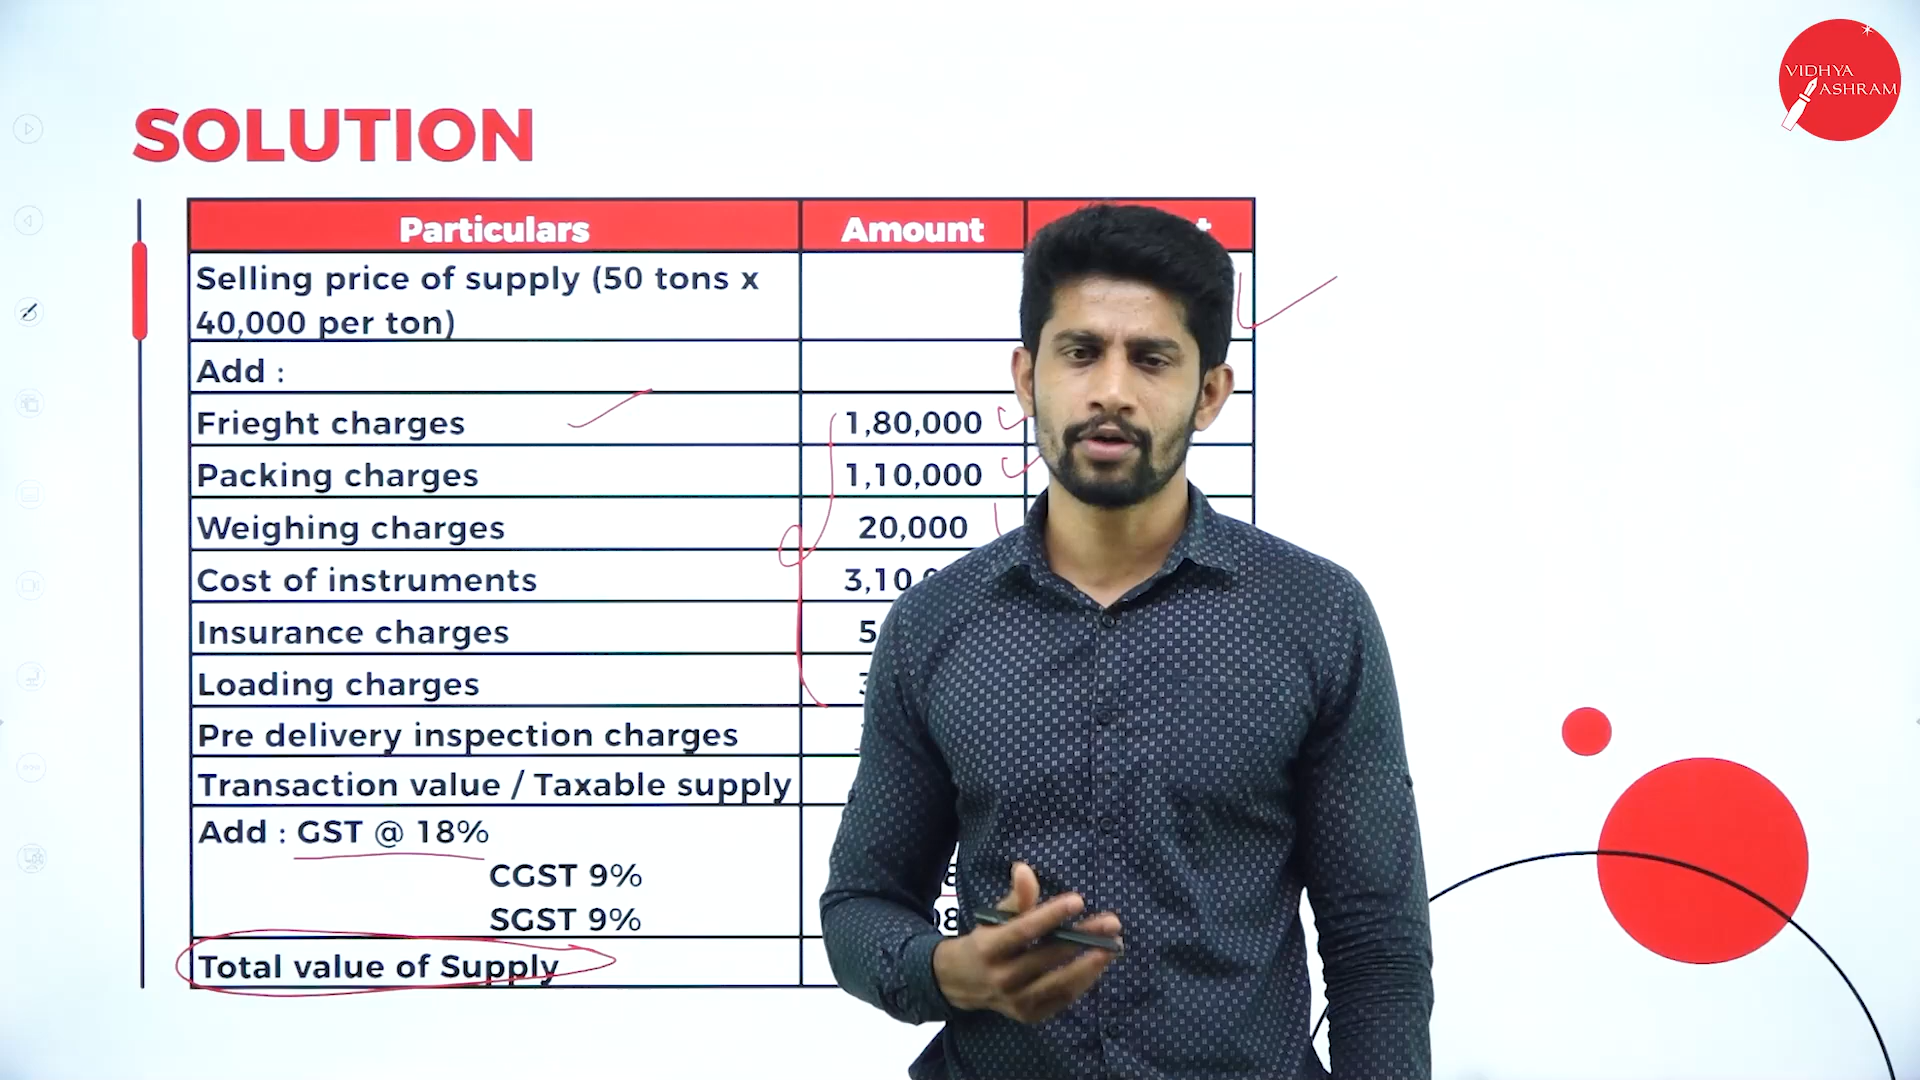 VIDHYA
ASHRAM
SOLUTION
Particulars Amount
Selling price of supply (50 tons x
40,000 per ton)
Add :
Frieght charges 1,80,000
Packing charges 1,10,000
Weighing charges 20,000
Cost of instruments
Insurance charges
Loading charges
Pre delivery inspection charges
Transaction value / Taxable supply
Add : GST @ 18%
CGST 9%
SGST 9%
Total value of Supply